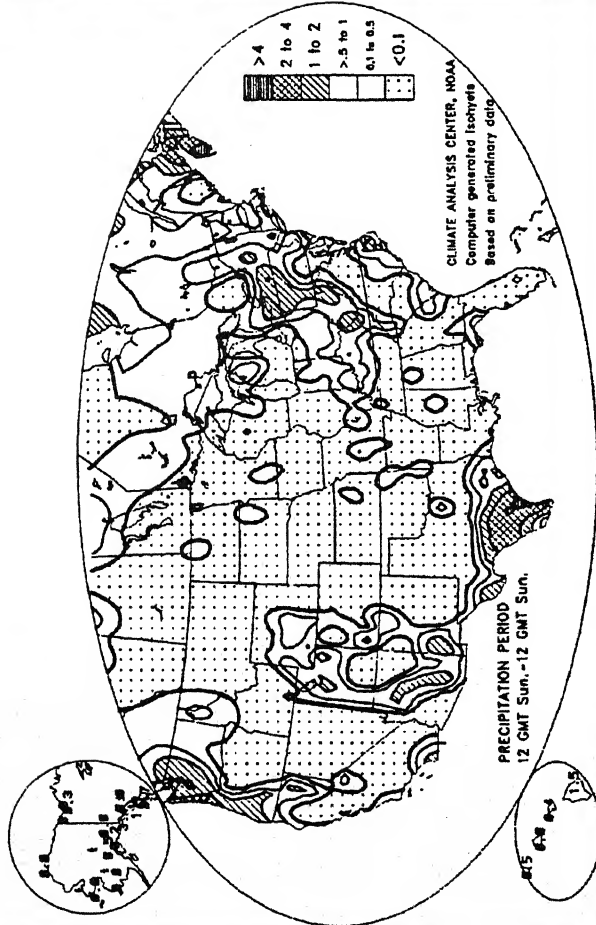 >4
2 to 4
1 to 2
>.5 to 1
0.1 to 0.5
<0.1
CLIMATE ANALYSIS CENTER, NOAA
Computer generated isohyets
Based on preliminary data
PRECIPITATION PERIOD
12 GMT Sun.-12 GMT Sun.